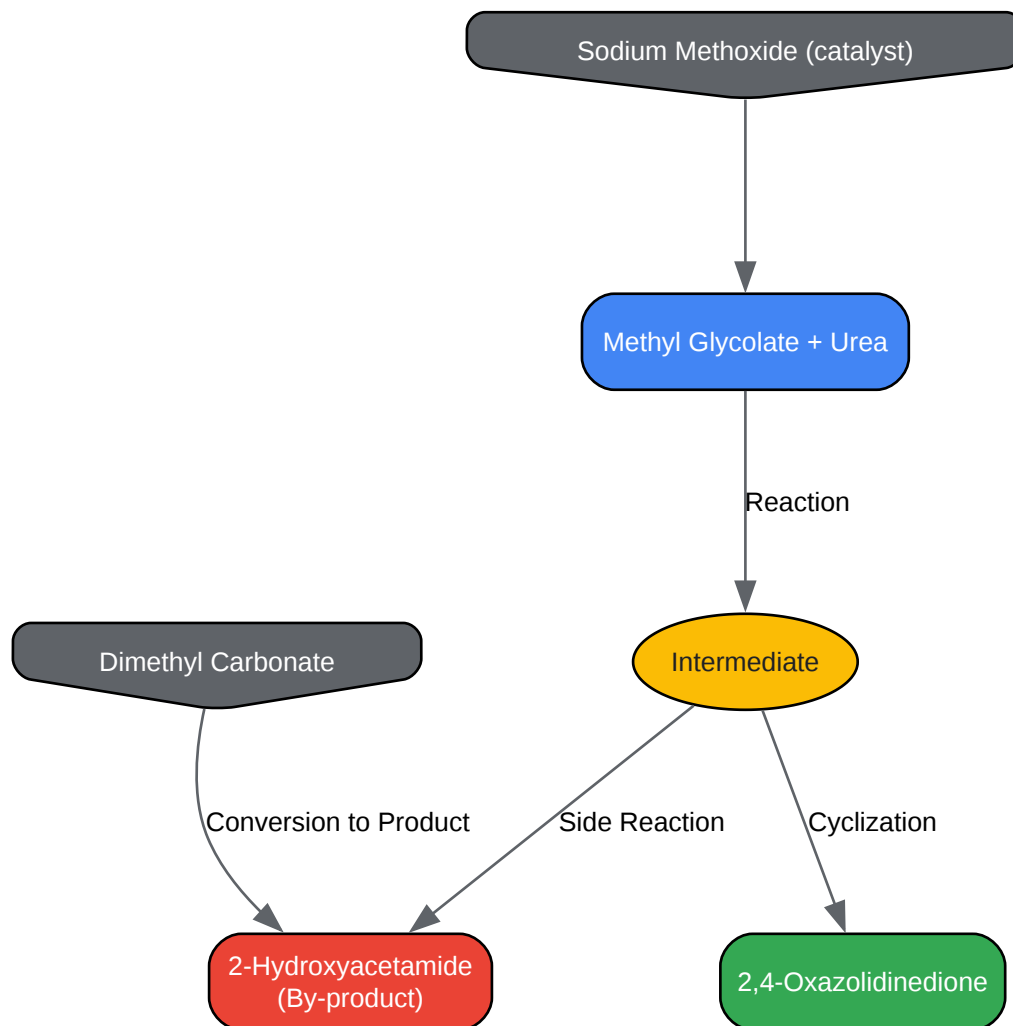 Sodium Methoxide (catalyst)
Methyl Glycolate + Urea
Reaction
Dimethyl Carbonate
Intermediate
Conversion to Product
Side Reaction
Cyclization
2-Hydroxyacetamide
(By-product)
2,4-Oxazolidinedione